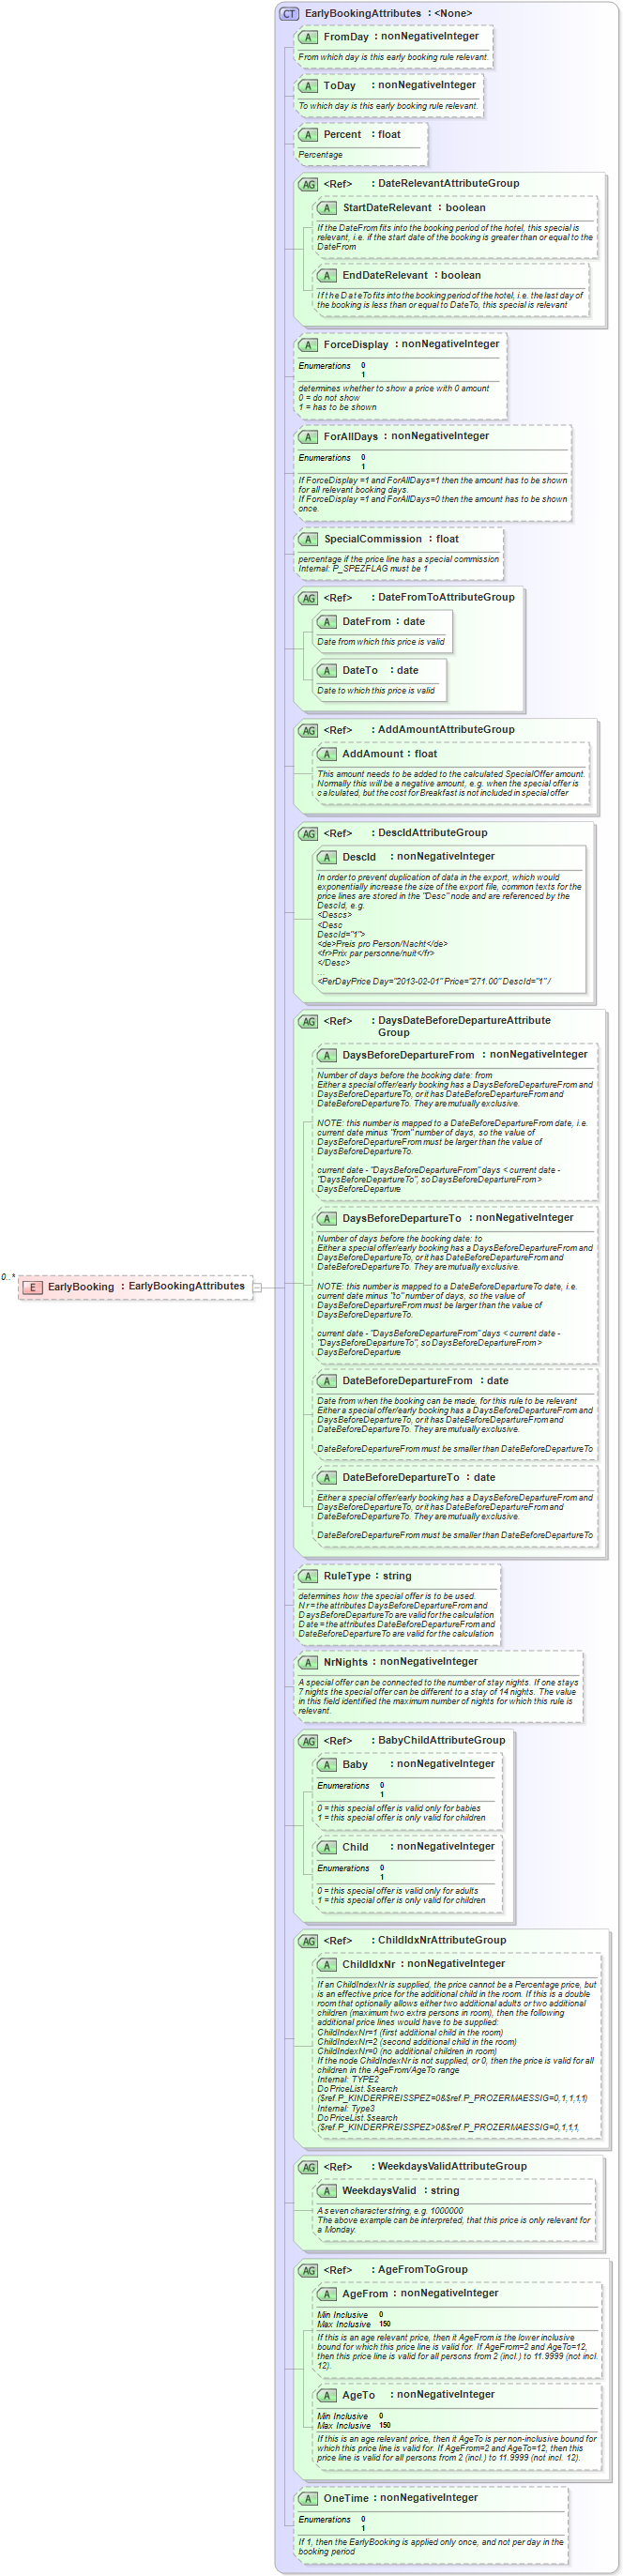 CT EarlyBookingAttributes : <None>
A FromDay : nonNegativeInteger
From which day is this early booking rule relevant.
A ToDay : nonNegativeInteger
To which day is this early booking rule relevant.
A Percent : float
Percentage
AG <Ref> : DateRelevantAttributeGroup
A StartDateRelevant : boolean
If the DateFrom fits into the booking period of the hotel, this special is
relevant, i.e. if the start date of the booking is greater than or equal to the
DateFrom
A EndDateRelevant : boolean
If the DateTo fits into the booking period of the hotel, i.e. the last day of
the booking is less than or equal to DateTo, this special is relevant
A ForceDisplay : nonNegativeInteger
Enumerations 0
1
determines whether to show a price with 0 amount
0 = do not show
1 = has to be shown
A ForAllDays : nonNegativeInteger
Enumerations 0
1
If ForceDisplay =1 and ForAllDays=1 then the amount has to be shown
for all relevant booking days.
If ForceDisplay =1 and ForAllDays=0 then the amount has to be shown
once.
A SpecialCommission : float
percentage if the price line has a special commission
Internal: P_SPEZFLAG must be 1
AG <Ref> : DateFromToAttributeGroup
A DateFrom : date
Date from which this price is valid
A DateTo : date
Date to which this price is valid
AG <Ref> : AddAmountAttributeGroup
A AddAmount : float
This amount needs to be added to the calculated SpecialOffer amount.
Normally this will be a negative amount, e.g. when the special offer is
calculated, but the cost for Breakfast is not included in special offer
AG <Ref> : DescIdAttributeGroup
A DescId : nonNegativeInteger
In order to prevent duplication of data in the export, which would
exponentially increase the size of the export file, common texts for the
price lines are stored in the "Desc" node and are referenced by the
DescId, e.g.
<Descs>
<Desc
DescId="1">
<de>Preis pro Person/Nacht</de>
<fr>Prix par personne/nuit</fr>
</Desc>
...
<PerDayPrice Day="2013-02-01" Price="271.00" DescId="1" /
AG <Ref> : DaysDateBeforeDepartureAttribute
Group
A DaysBeforeDepartureFrom : nonNegativeInteger
Number of days before the booking date: from
Either a special offer/early booking has a DaysBeforeDepartureFrom and
DaysBeforeDepartureTo, or it has DateBeforeDepartureFrom and
DateBeforeDepartureTo. They are mutually exclusive.
NOTE: this number is mapped to a DateBeforeDepartureFrom date, i.e.
current date minus "from" number of days, so the value of
DaysBeforeDepartureFrom must be larger than the value of
DaysBeforeDepartureTo.
current date - "DaysBeforeDepartureFrom" days < current date -
"DaysBeforeDepartureTo", so DaysBeforeDepartureFrom >
DaysBeforeDeparture
A DaysBeforeDepartureTo : nonNegativeInteger
Number of days before the booking date: to
Either a special offer/early booking has a DaysBeforeDepartureFrom and
DaysBeforeDepartureTo, or it has DateBeforeDepartureFrom and
DateBeforeDepartureTo. They are mutually exclusive.
0..*
E EarlyBooking : EarlyBookingAttributes
NOTE: this number is mapped to a DateBeforeDepartureTo date, i.e.
current date minus "to" number of days, so the value of
DaysBeforeDepartureFrom must be larger than the value of
DaysBeforeDepartureTo.
current date - "DaysBeforeDepartureFrom" days < current date -
"DaysBeforeDepartureTo", so DaysBeforeDepartureFrom >
DaysBeforeDeparture
A DateBeforeDepartureFrom : date
Date from when the booking can be made, for this rule to be relevant
Either a special offer/early booking has a DaysBeforeDepartureFrom and
DaysBeforeDepartureTo, or it has DateBeforeDepartureFrom and
DateBeforeDepartureTo. They are mutually exclusive.
DateBeforeDepartureFrom must be smaller than DateBeforeDepartureTo
A DateBeforeDepartureTo : date
Either a special offer/early booking has a DaysBeforeDepartureFrom and
DaysBeforeDepartureTo, or it has DateBeforeDepartureFrom and
DateBeforeDepartureTo. They are mutually exclusive.
DateBeforeDepartureFrom must be smaller than DateBeforeDepartureTo
A RuleType : string
determines how the special offer is to be used.
Nr = the attributes DaysBeforeDepartureFrom and
DaysBeforeDepartureTo are valid for the calculation
Date = the attributes DateBeforeDepartureFrom and
DateBeforeDepartureTo are valid for the calculation
A NrNights : nonNegativeInteger
A special offer can be connected to the number of stay nights. If one stays
7 nights the special offer can be different to a stay of 14 nights. The value
in this field identified the maximum number of nights for which this rule is
relevant.
AG <Ref> : BabyChildAttributeGroup
A Baby : nonNegativeInteger
Enumerations 0
1
0 = this special offer is valid only for babies
1 = this special offer is only valid for children
A Child : nonNegativeInteger
Enumerations 0
1
0 = this special offer is valid only for adults
1 = this special offer is only valid for children
AG <Ref> : ChildIdxNrAttributeGroup
A ChildIdxNr : nonNegativeInteger
If an ChildIndexNr is supplied, the price cannot be a Percentage price, but
is an effective price for the additional child in the room. If this is a double
room that optionally allows either two additional adults or two additional
children (maximum two extra persons in room), then the following
additional price lines would have to be supplied:
ChildIndexNr=1 (first additional child in the room)
ChildIndexNr=2 (second additional child in the room)
ChildIndexNr=0 (no additional children in room)
If the node ChildIndexNr is not supplied, or 0, then the price is valid for all
children in the AgeFrom/AgeTo range
Internal: TYPE2
Do PriceList.$search
($ref.P_KINDERPREISSPEZ=0&$ref.P_PROZERMAESSIG=0,1,1,1,1)
Internal: Type3
Do PriceList.$search
($ref.P_KINDERPREISSPEZ>0&$ref.P_PROZERMAESSIG=0,1,1,1,
AG <Ref> : WeekdaysValidAttributeGroup
A WeekdaysValid : string
A seven character string, e.g. 1000000
The above example can be interpreted, that this price is only relevant for
a Monday.
AG <Ref> : AgeFromToGroup
A AgeFrom : nonNegativeInteger
Min Inclusive 0
Max Inclusive 150
If this is an age relevant price, then it AgeFrom is the lower inclusive
bound for which this price line is valid for. If AgeFrom=2 and AgeTo=12,
then this price line is valid for all persons from 2 (incl.) to 11.9999 (not incl.
12).
A AgeTo : nonNegativeInteger
Min Inclusive 0
Max Inclusive 150
If this is an age relevant price, then it AgeTo is per non-inclusive bound for
which this price line is valid for. If AgeFrom=2 and AgeTo=12, then this
price line is valid for all persons from 2 (incl.) to 11.9999 (not incl. 12).
A OneTime : nonNegativeInteger
Enumerations 0
1
If 1, then the EarlyBooking is applied only once, and not per day in the
booking period